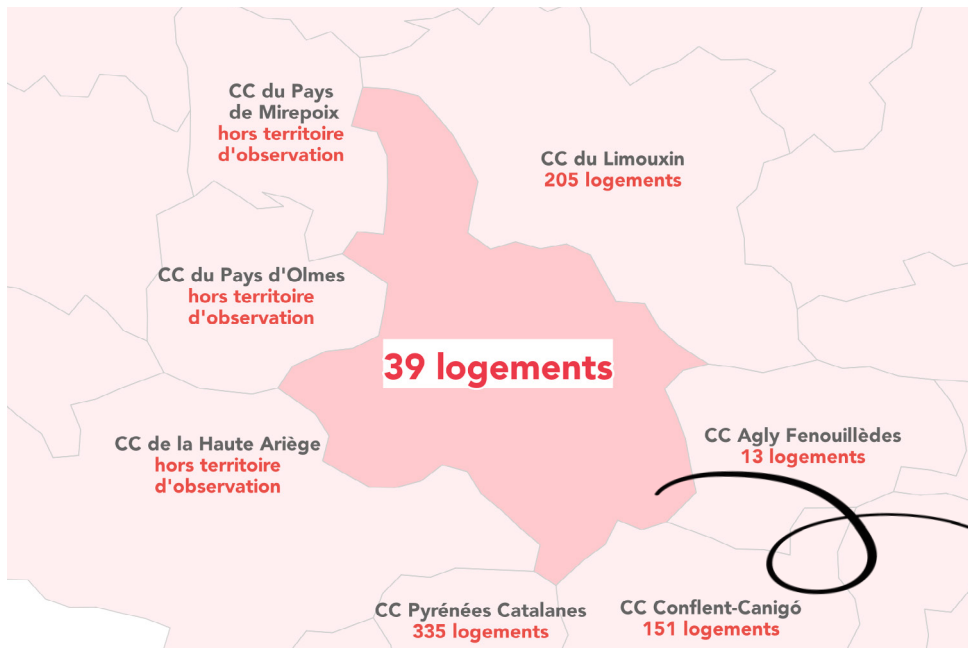 CC du Pays
de Mirepoix
hors territoire
d'observation
CC du Limouxin
205 logements
CC du Pays d'Olmes
hors territoire
d'observation
39 logements
CC de la Haute Ariège
hors territoire
d'observation
CC Agly Fenouillèdes
13 logements
CC Pyrénées Catalanes
335 logements
CC Conflent-Canigó
151 logements